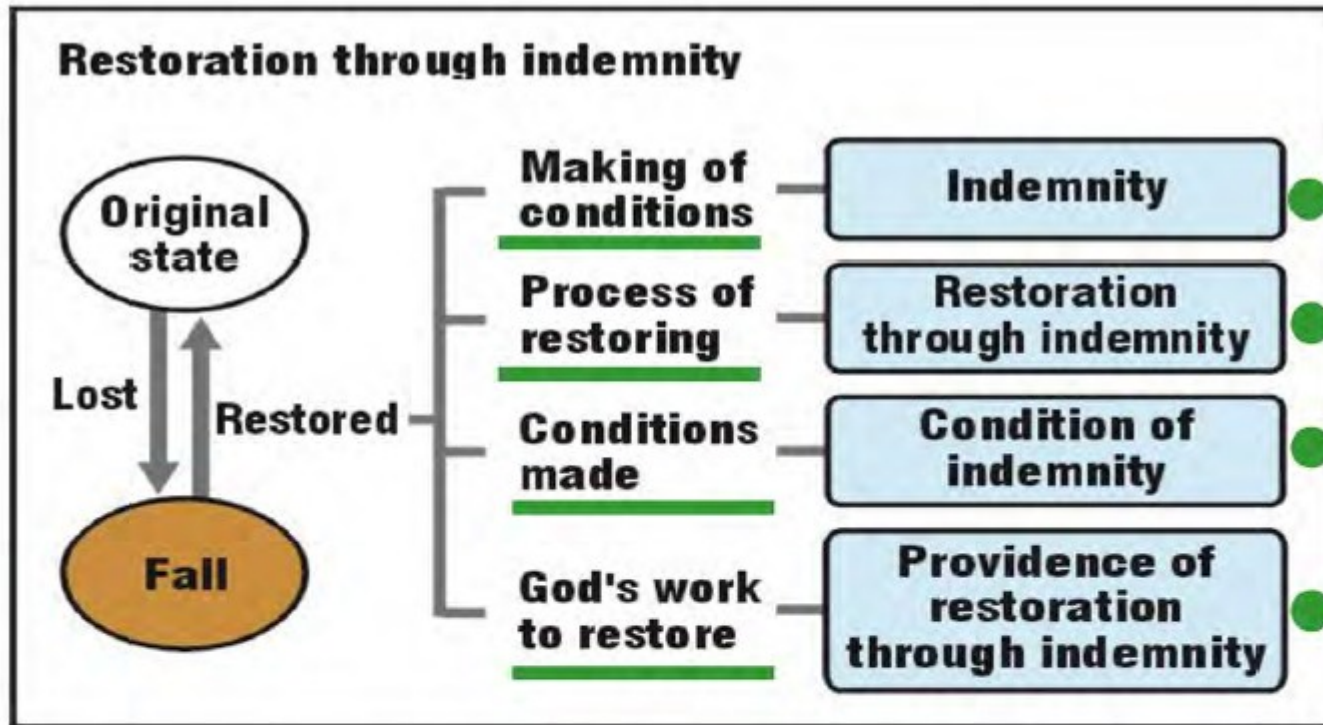 Restoration through indemnity
Original
state
Lost
Restored
Fall
Making of
conditions
Indemnity
Process of
restoring
Restoration
through indemnity
Conditions
made
Condition of
indemnity
God's work
to restore
Providence of
restoration
through indemnity